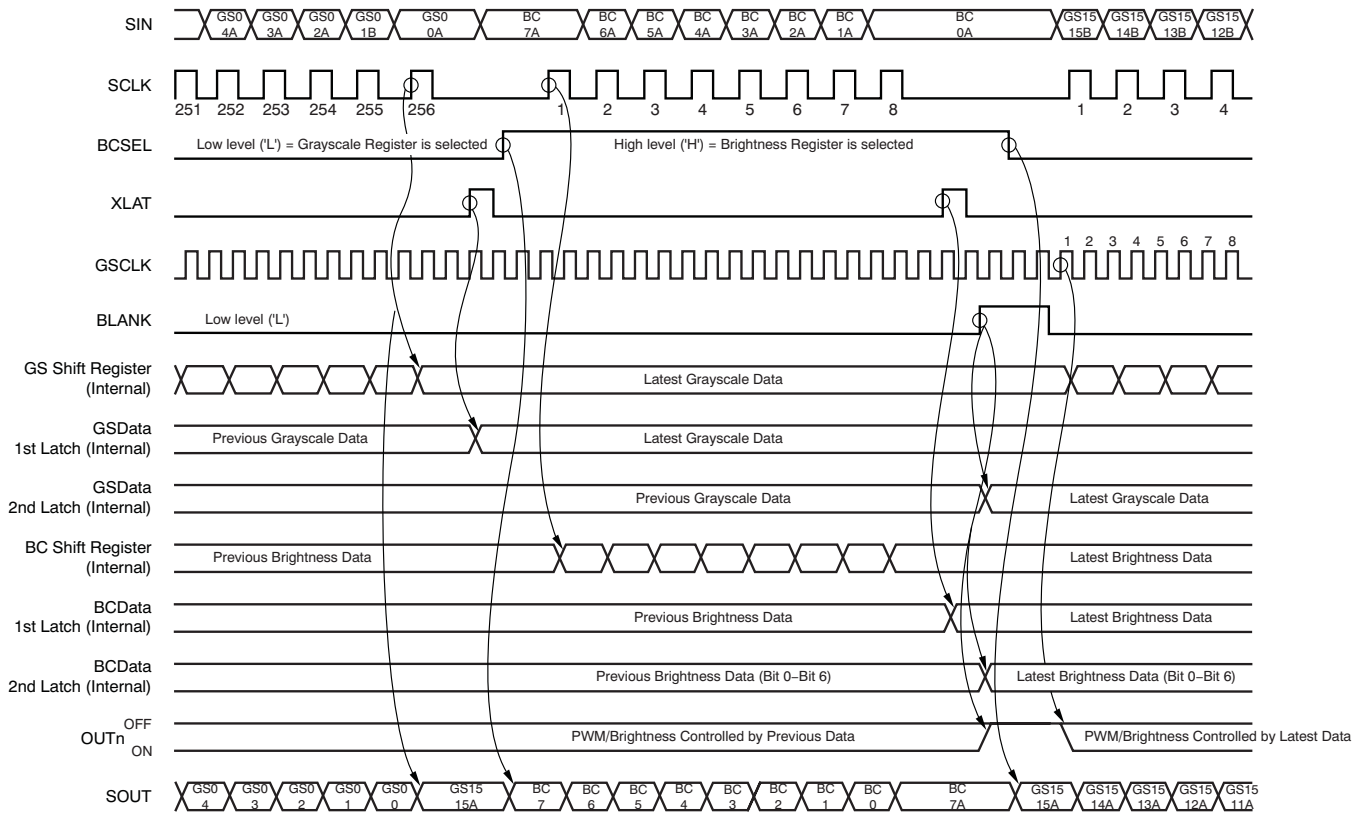 SIN
GS0 GS0 GS0 GS0 GS0 BC BC BC BC BC BC BC BC GS15 GS15 GS15 GS15
4A 3A 2A 1B 0A 7A 6A 5A 4A 3A 2A 1A 0A 15B 14B 13B 12B
SCLK
251 252 253 254 255 256 1 2 3 4 5 6 7 8 1 2 3 4
BCSEL
Low level ('L') = Grayscale Register is selected
High level ('H') = Brightness Register is selected
XLAT
1 2 3 4 5 6 7 8
GSCLK
BLANK
Low level ('L')
GS Shift Register
(Internal)
Latest Grayscale Data
GSData
1st Latch (Internal)
Previous Grayscale Data
Latest Grayscale Data
GSData
2nd Latch (Internal)
Previous Grayscale Data
Latest Grayscale Data
BC Shift Register
(Internal)
Previous Brightness Data
Latest Brightness Data
BCData
1st Latch (Internal)
Previous Brightness Data
Latest Brightness Data
BCData
2nd Latch (Internal)
Previous Brightness Data (Bit 0–Bit 6)
Latest Brightness Data (Bit 0–Bit 6)
OFF
OUTn
ON
PWM/Brightness Controlled by Previous Data
PWM/Brightness Controlled by Latest Data
SOUT
GS0 GS0 GS0 GS0 GS0 GS15 BC BC BC BC BC BC BC BC BC GS15 GS15 GS15 GS15 GS15
4 3 2 1 0 15A 7 6 5 4 3 2 1 0 7A 15A 14A 13A 12A 11A